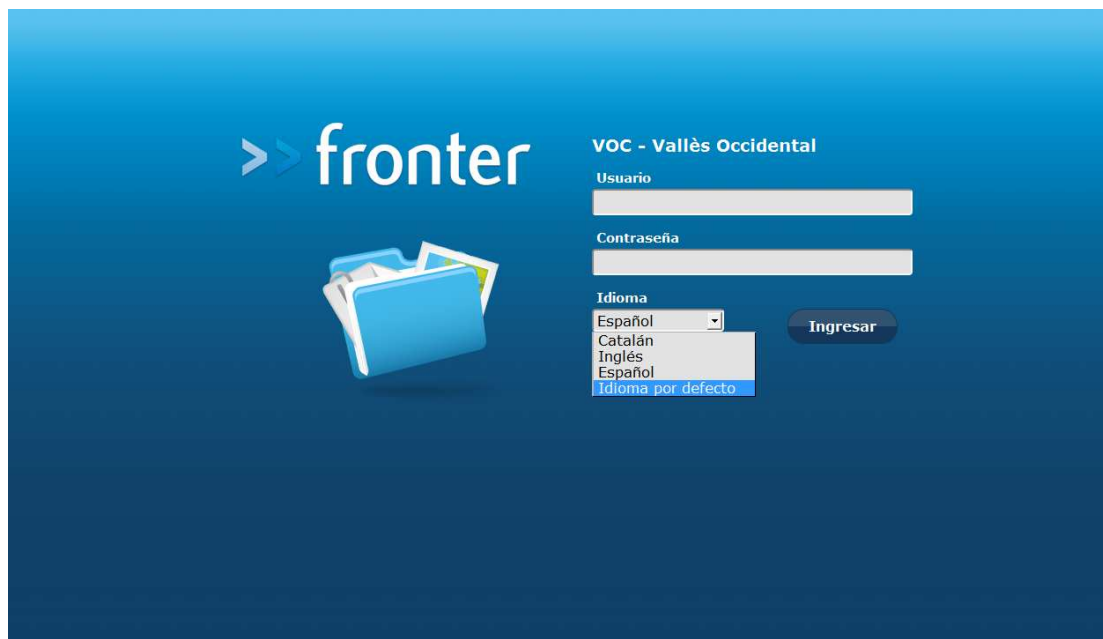 >> fronter
VOC - Vallès Occidental
Usuario
Contraseña
Idioma
Español
Ingresar
Catalán
Inglés
Español
Idioma por defecto